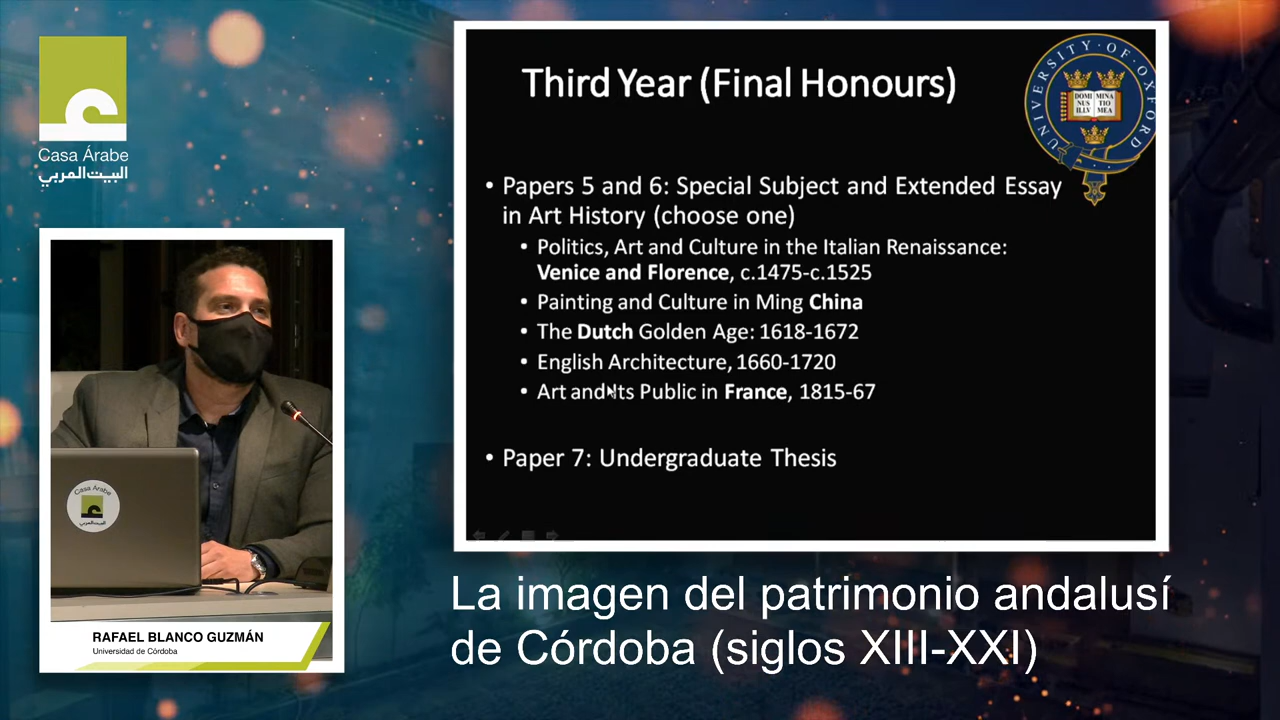 Casa Árabe
البيت العربي
Third Year (Final Honours)
UNIVERSITY · OF · OXFORD
DOMI MINA
NUS TIO
ILLV MEA
• Papers 5 and 6: Special Subject and Extended Essay
in Art History (choose one)
• Politics, Art and Culture in the Italian Renaissance:
Venice and Florence, c.1475-c.1525
• Painting and Culture in Ming China
• The Dutch Golden Age: 1618-1672
• English Architecture, 1660-1720
• Art and Its Public in France, 1815-67
• Paper 7: Undergraduate Thesis
Casa Árabe
البيت العربي
RAFAEL BLANCO GUZMÁN
Universidad de Córdoba
La imagen del patrimonio andalusí
de Córdoba (siglos XIII-XXI)